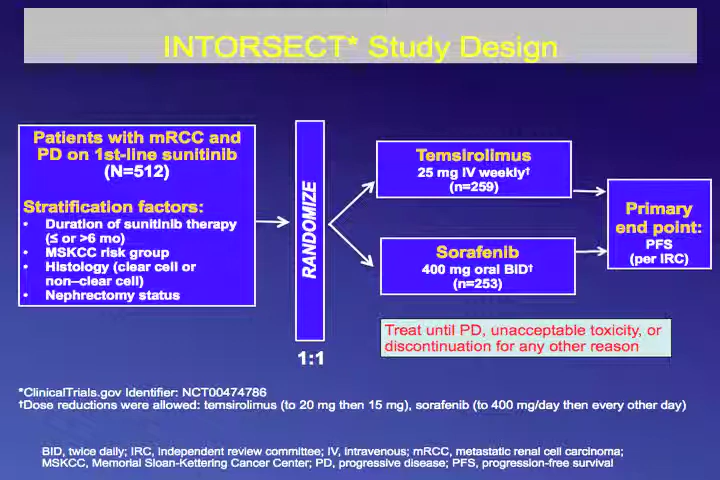 INTORSECT* Study Design
Patients with mRCC and
PD on 1st-line sunitinib
(N=512)
Stratification factors:
• Duration of sunitinib therapy
(≤ or >6 mo)
• MSKCC risk group
• Histology (clear cell or
non–clear cell)
• Nephrectomy status
RANDOMIZE
1:1
Temsirolimus
25 mg IV weekly†
(n=259)
Sorafenib
400 mg oral BID†
(n=253)
Primary
end point:
PFS
(per IRC)
Treat until PD, unacceptable toxicity, or
discontinuation for any other reason
*ClinicalTrials.gov Identifier: NCT00474786
†Dose reductions were allowed: temsirolimus (to 20 mg then 15 mg), sorafenib (to 400 mg/day then every other day)
BID, twice daily; IRC, independent review committee; IV, intravenous; mRCC, metastatic renal cell carcinoma;
MSKCC, Memorial Sloan-Kettering Cancer Center; PD, progressive disease; PFS, progression-free survival